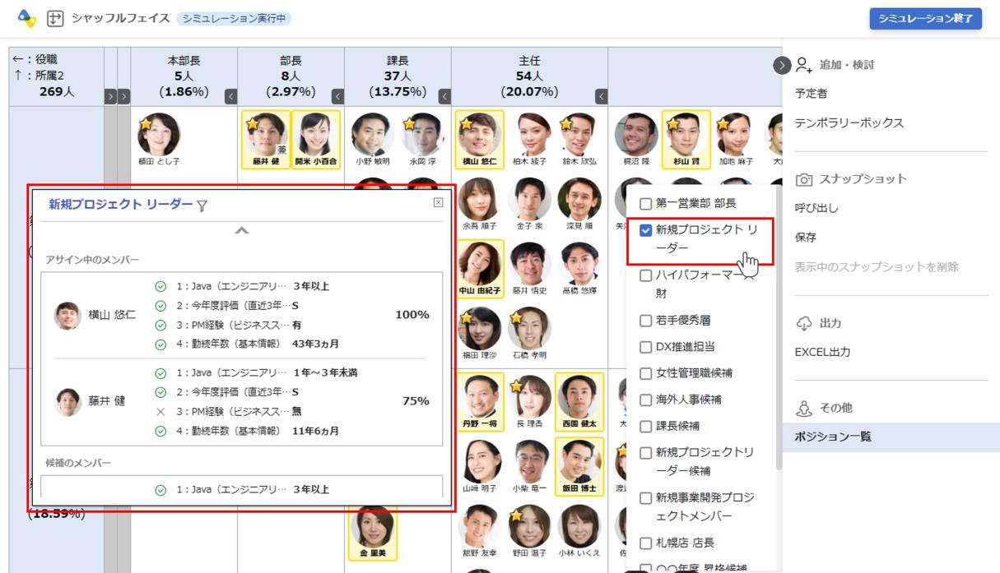 シャッフルフェイス シミュレーション実行中 シミュレーション終了
←：役職
↑：所属2
269人
本部長
5人
(1.86%)
部長
8人
(2.97%)
課長
37人
(13.75%)
主任
54人
(20.07%)
植田 とし子
藤井 健 兼
開米 小百合
小野 敏明
永岡 淳
横山 悠仁
柏木 綾子
鈴木 欣弘
梶沼 隆
杉山 賢
加地 麻子
余吾 順子
金子 衆
深見 順
中山 由紀子
藤井 悟史
高橋 悠輝
福田 理沙
石橋 孝明
丹野 一将
長 理香
西園 健太
山﨑 明子
小柴 竜一
飯田 博士
金 里美
舘野 友幸
野田 温子
小林 いくえ
(18.59%)
新規プロジェクト リーダー
アサイン中のメンバー
横山 悠仁
1：Java（エンジニアリ… ３年以上
2：今年度評価（直近3年…S
3：PM経験（ビジネスス… 有
4：勤続年数（基本情報） 43年3ヵ月
100%
藤井 健
1：Java（エンジニアリ… １年～３年未満
2：今年度評価（直近3年…S
3：PM経験（ビジネスス… 無
4：勤続年数（基本情報） 11年6ヵ月
75%
候補のメンバー
1：Java（エンジニアリ… ３年以上
第一営業部 部長
新規プロジェクト リ
ーダー
ハイパフォーマー
財
若手優秀層
DX推進担当
女性管理職候補
海外人事候補
課長候補
新規プロジェクトリ
ーダー候補
新規事業開発プロジ
ェクトメンバー
札幌店 店長
〇〇年度 昇格候補
追加・検討
予定者
テンポラリーボックス
スナップショット
呼び出し
保存
表示中のスナップショットを削除
出力
EXCEL出力
その他
ポジション一覧